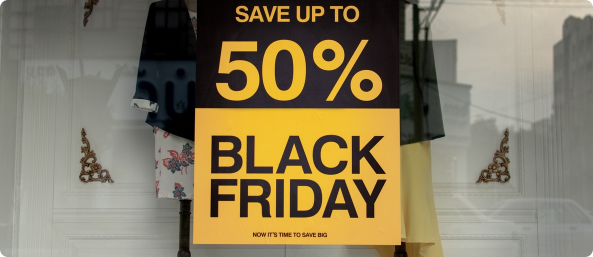 SAVE UP TO
50%
BLACK
FRIDAY
NOW IT'S TIME TO SAVE BIG